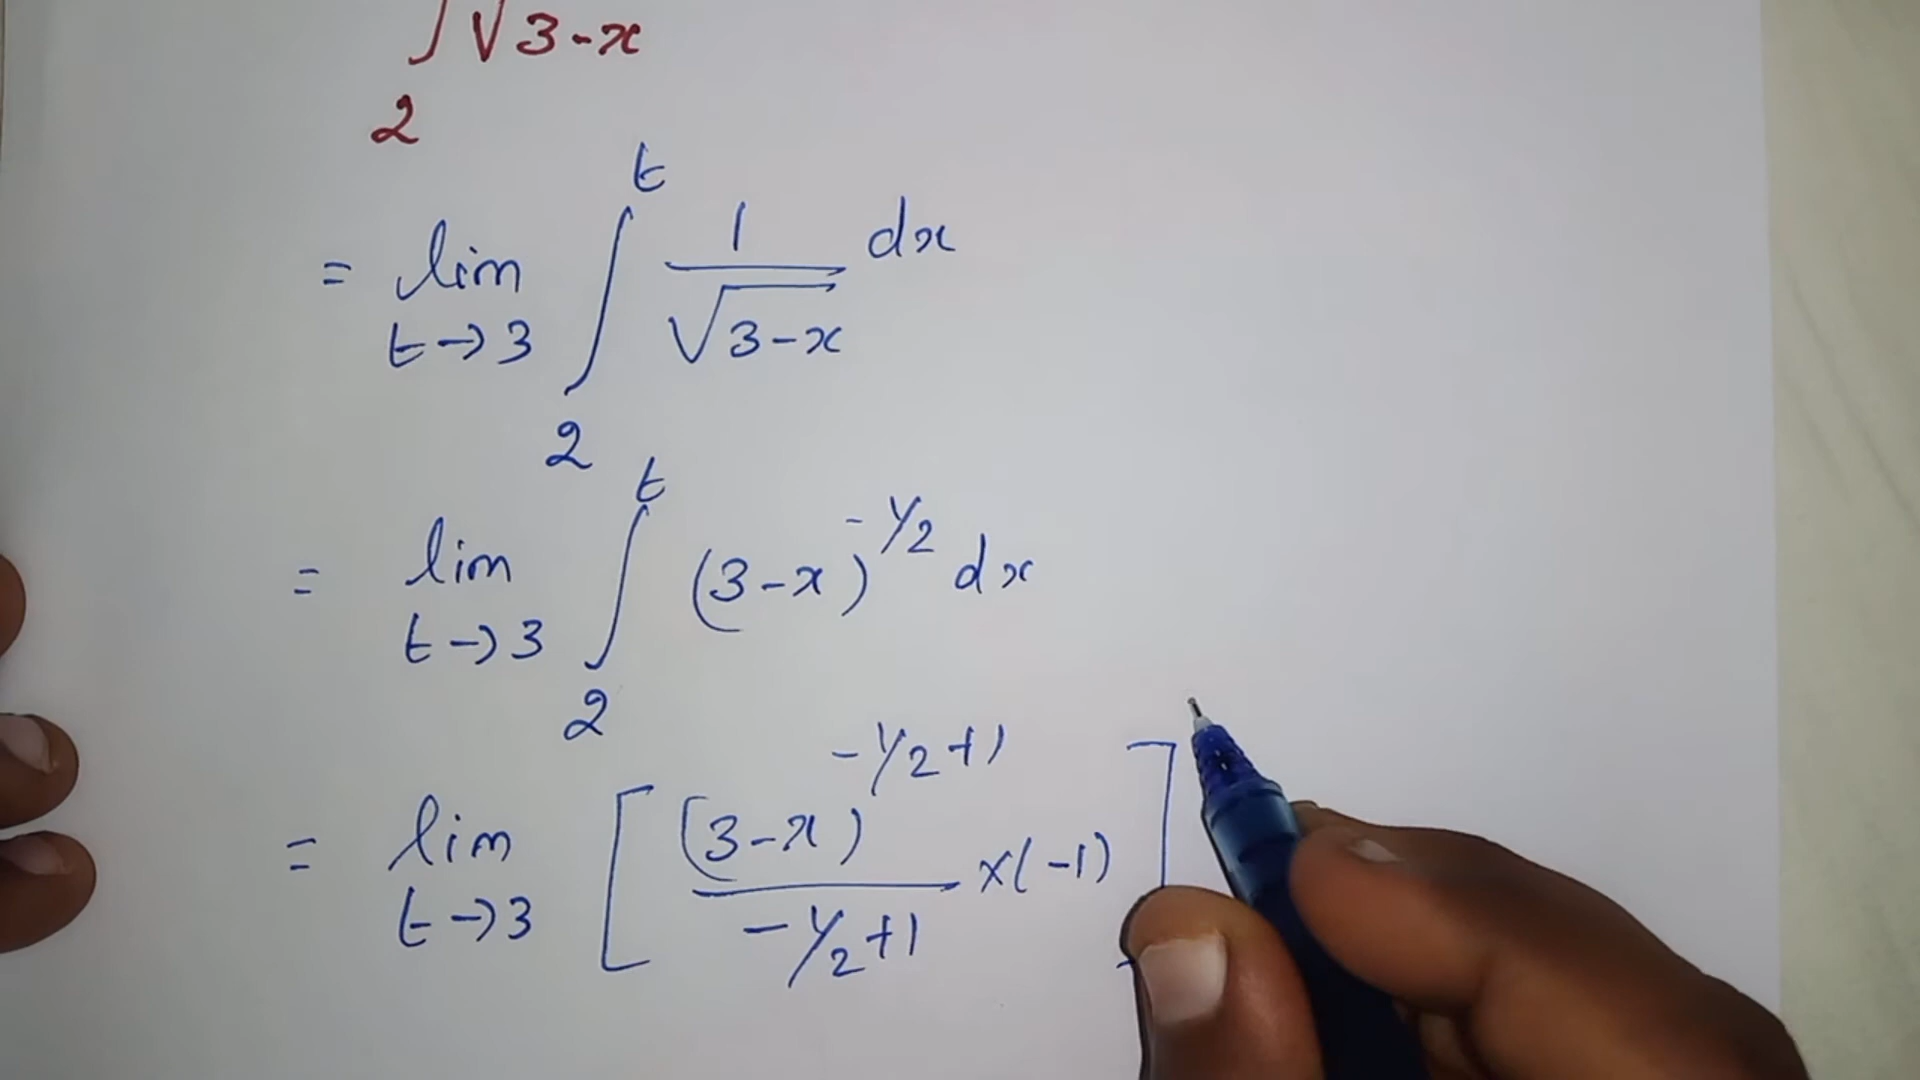 ∫ √3-x
2
t
= lim ∫ 1/√(3-x) dx
t→3
2
t
= lim ∫ (3-x)^(-1/2) dx
t→3
2
= lim [ (3-x)^(-1/2+1) / (-1/2+1) x(-1) ]
t→3